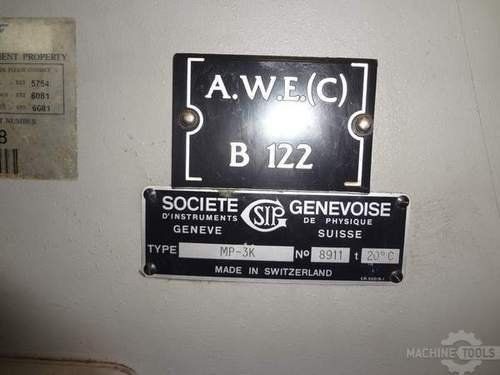 MENT PROPERTY
5754
6081
6081
T NUMBER
8
A.W.E.(C)
B 122
SOCIETE SIP GENEVOISE
D'INSTRUMENTS DE PHYSIQUE
GENEVE SUISSE
TYPE MP-3K Nº 8911 t 20°C
MADE IN SWITZERLAND
MACHINE TOOLS